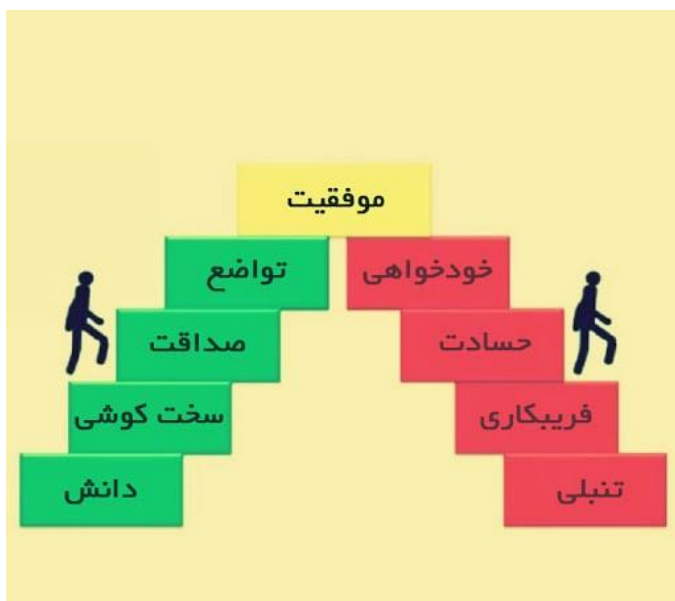 موفقیت
خودخواهی
تواضع
حسادت
صداقت
فریبکاری
سخت کوشی
تنبلی
دانش